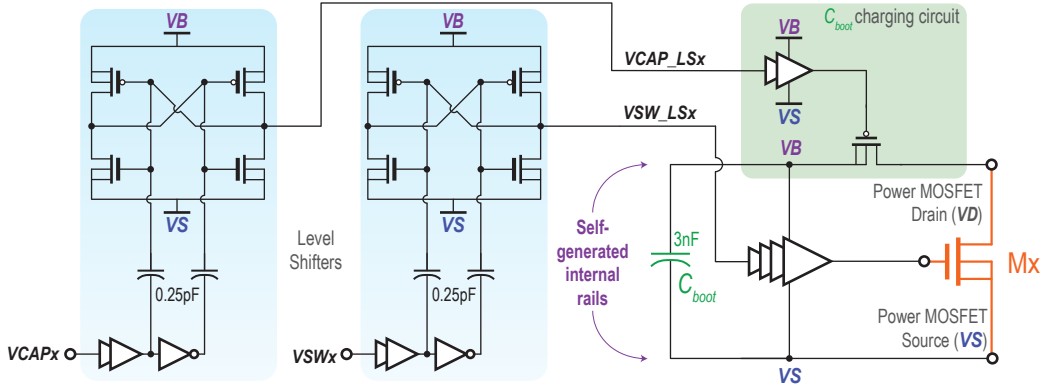 VB
VS
0.25pF
VCAPx
Level
Shifters
VB
VS
0.25pF
VSWx
VCAP_LSx
VSW_LSx
C_boot charging circuit
VB
VS
VB
Self-
generated
internal
rails
3nF
C_boot
VS
Power MOSFET
Drain (VD)
Mx
Power MOSFET
Source (VS)